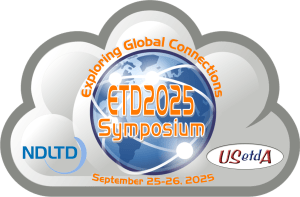 Exploring Global Connections
ETD2025
Symposium
NDLTD
USetdA
September 25-26, 2025